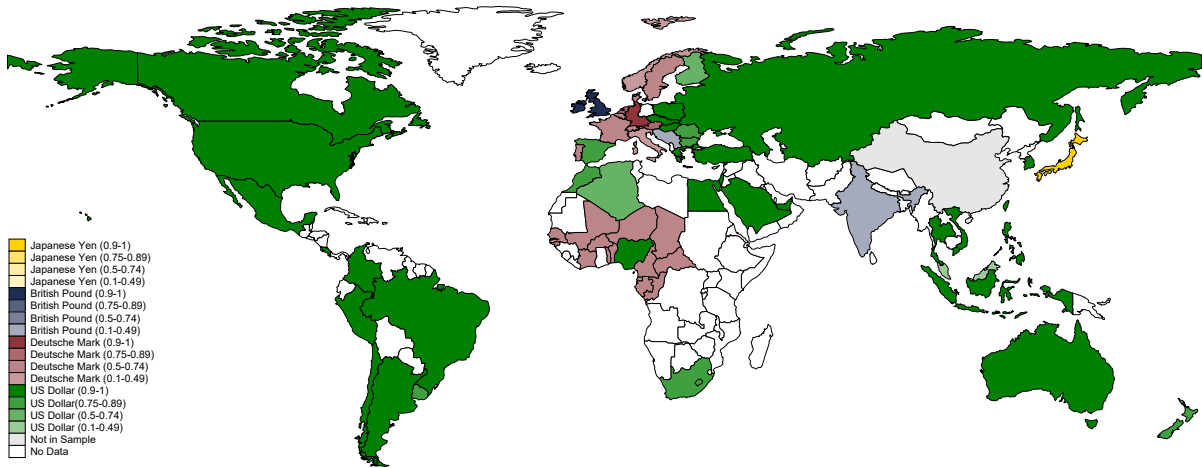 Japanese Yen (0.9-1)
Japanese Yen (0.75-0.89)
Japanese Yen (0.5-0.74)
Japanese Yen (0.1-0.49)
British Pound (0.9-1)
British Pound (0.75-0.89)
British Pound (0.5-0.74)
British Pound (0.1-0.49)
Deutsche Mark (0.9-1)
Deutsche Mark (0.75-0.89)
Deutsche Mark (0.5-0.74)
Deutsche Mark (0.1-0.49)
US Dollar (0.9-1)
US Dollar(0.75-0.89)
US Dollar (0.5-0.74)
US Dollar (0.1-0.49)
Not in Sample
No Data